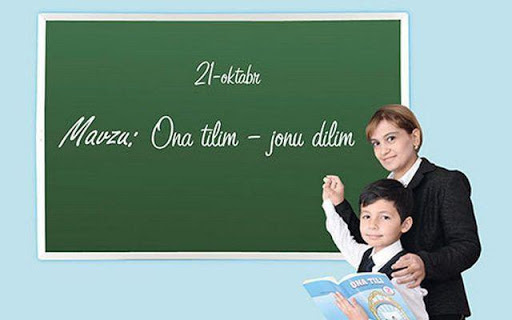 21-oktabr
Mavzu: Ona tilim – jonu dilim
ONA TILI